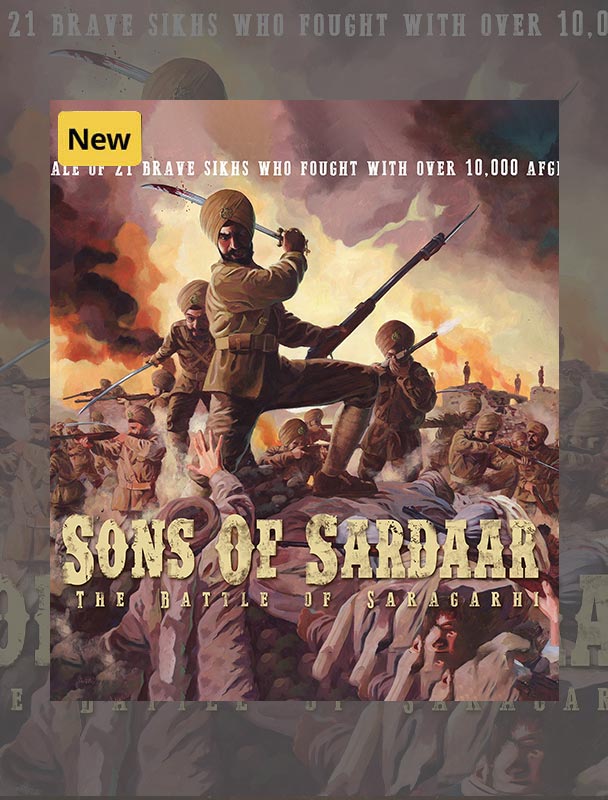 21 BRAVE SIKHS WHO FOUGHT WITH OVER 10,0
New
ALE OF 21 BRAVE SIKHS WHO FOUGHT WITH OVER 10,000 AFG
SONS OF SARDAAR
THE BATTLE OF SARAGARHI